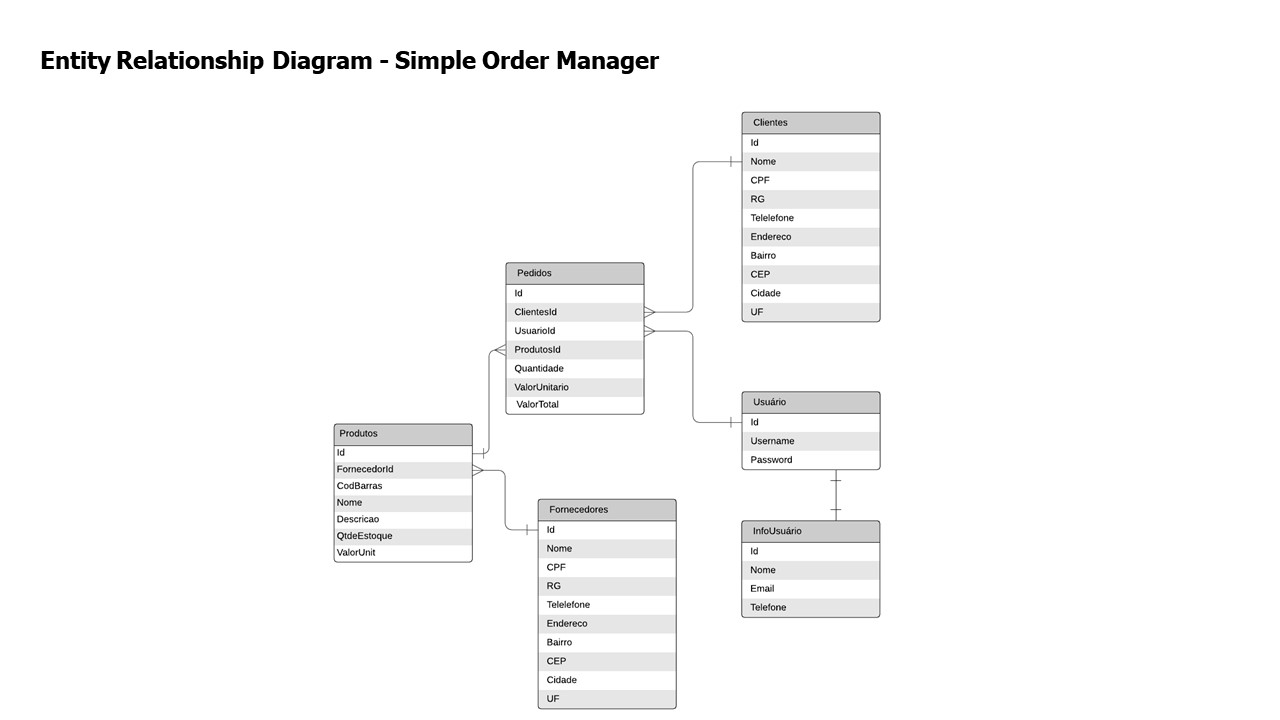 Entity Relationship Diagram - Simple Order Manager
Clientes
Id
Nome
CPF
RG
Telelefone
Endereco
Bairro
CEP
Cidade
UF
Pedidos
Id
ClientesId
UsuarioId
ProdutosId
Quantidade
ValorUnitario
ValorTotal
Usuário
Id
Username
Password
Produtos
Id
FornecedorId
CodBarras
Nome
Descricao
QtdeEstoque
ValorUnit
Fornecedores
Id
Nome
CPF
RG
Telelefone
Endereco
Bairro
CEP
Cidade
UF
InfoUsuário
Id
Nome
Email
Telefone